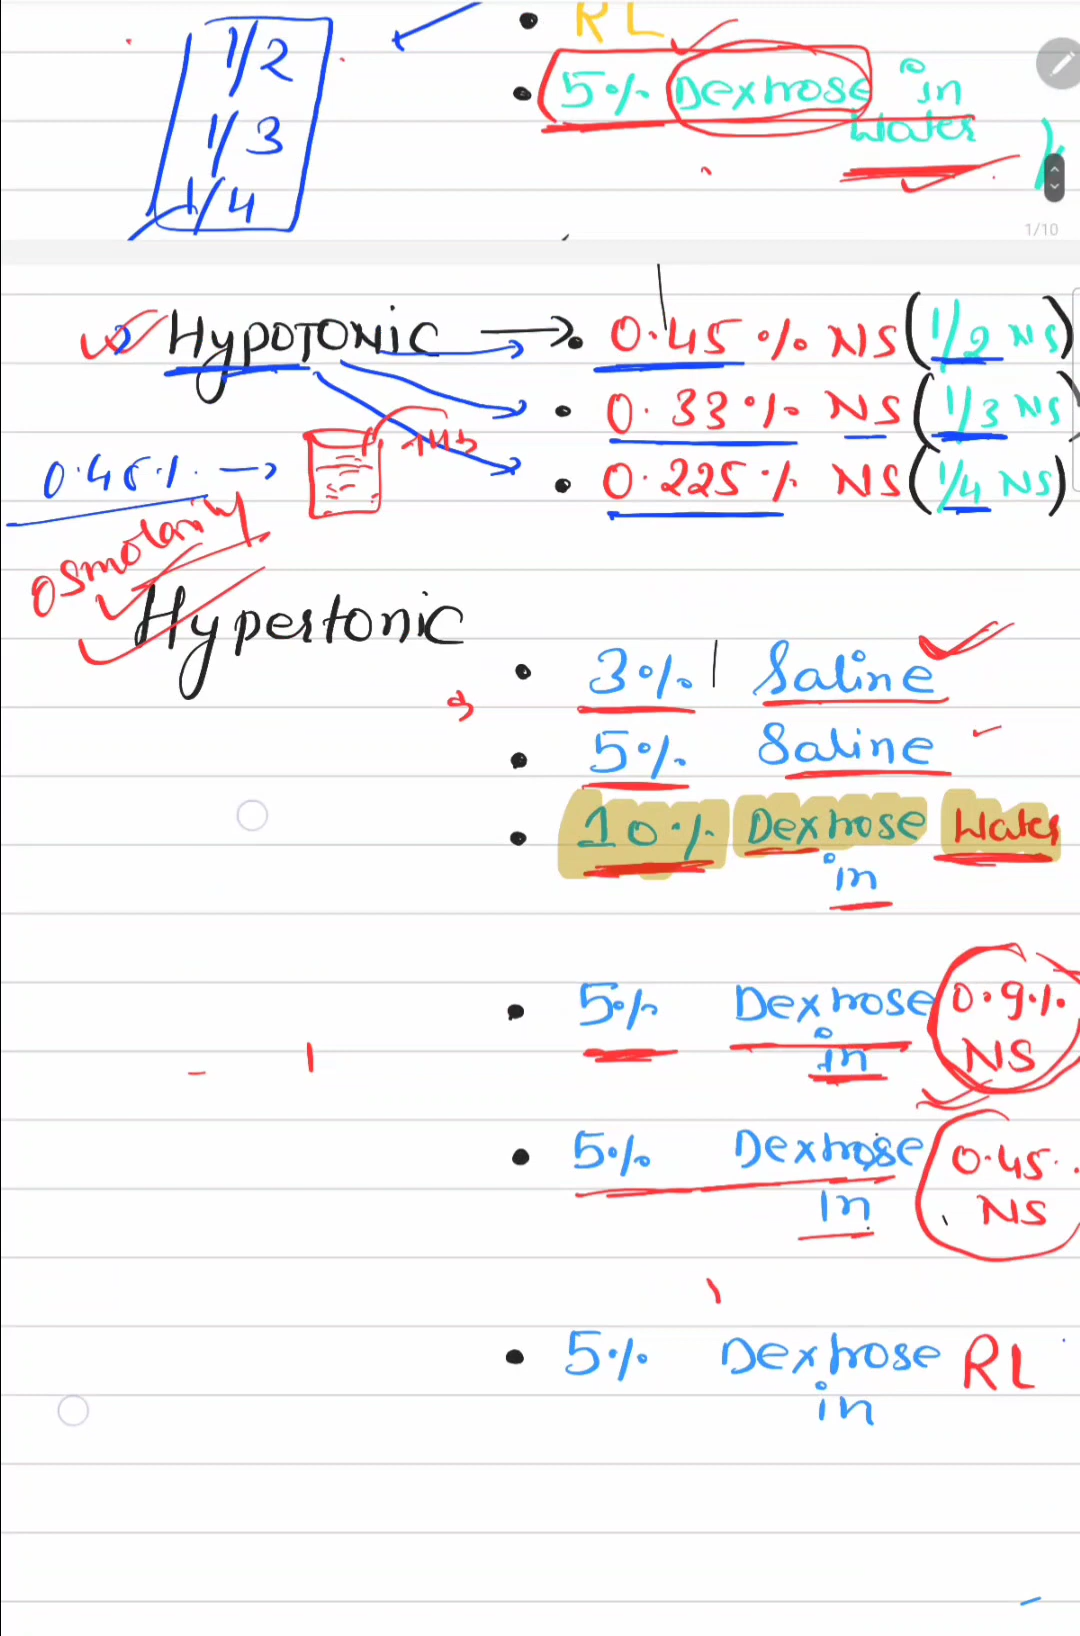 1/2
1/3
1/4
• RL
• 5% Dextrose in
Water
1/10
HYPOTONIC → • 0.45 % NS (1/2 NS)
• 0.33 % NS (1/3 NS)
• 0.225 % NS (1/4 NS)
0.45 % →
Osmolarity
Hypertonic
• 3% Saline
• 5% Saline
• 10% Dextrose Water
in
• 5% Dextrose 0.9%
in NS
• 5% Dextrose 0.45
in NS
• 5% Dextrose RL
in